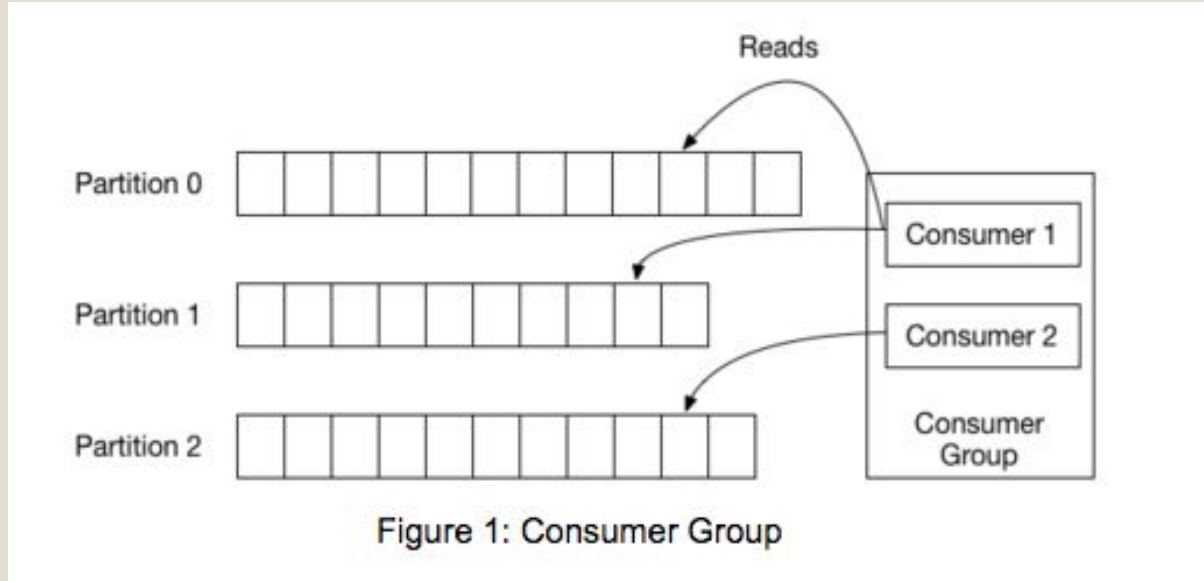 Reads
Partition 0
Consumer 1
Partition 1
Consumer 2
Consumer
Group
Partition 2
Figure 1: Consumer Group